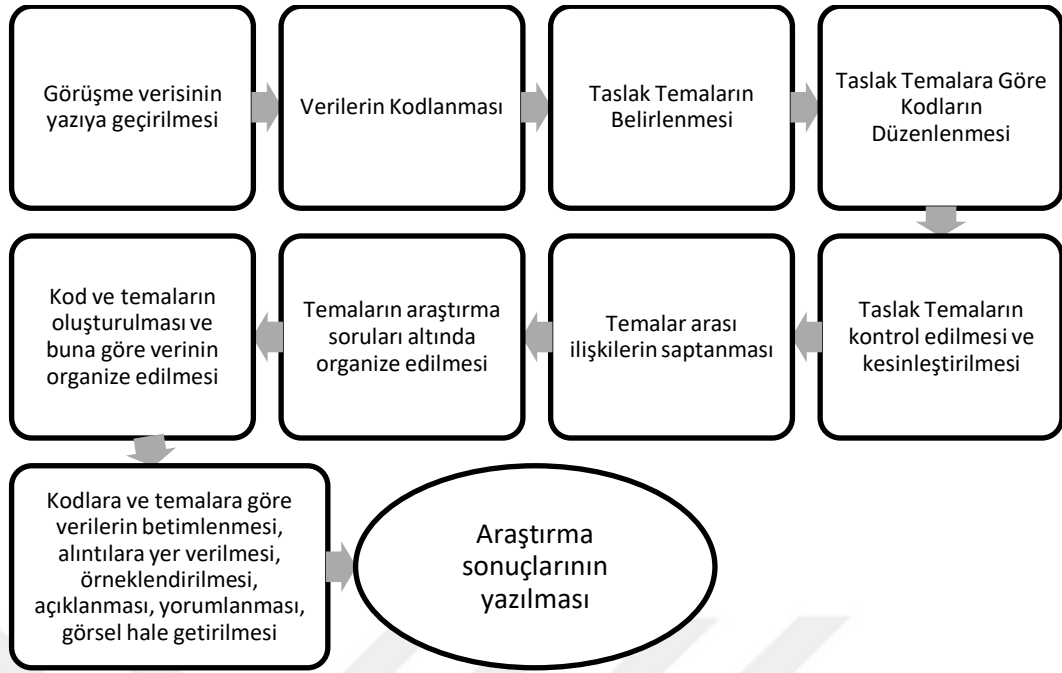 Görüşme verisinin
yazıya geçirilmesi
Verilerin Kodlanması
Taslak Temaların
Belirlenmesi
Taslak Temalara Göre
Kodların
Düzenlenmesi
Taslak Temaların
kontrol edilmesi ve
kesinleştirilmesi
Temalar arası
ilişkilerin saptanması
Temaların araştırma
soruları altında
organize edilmesi
Kod ve temaların
oluşturulması ve
buna göre verinin
organize edilmesi
Kodlara ve temalara göre
verilerin betimlenmesi,
alıntılara yer verilmesi,
örneklendirilmesi,
açıklanması, yorumlanması,
görsel hale getirilmesi
Araştırma
sonuçlarının
yazılması